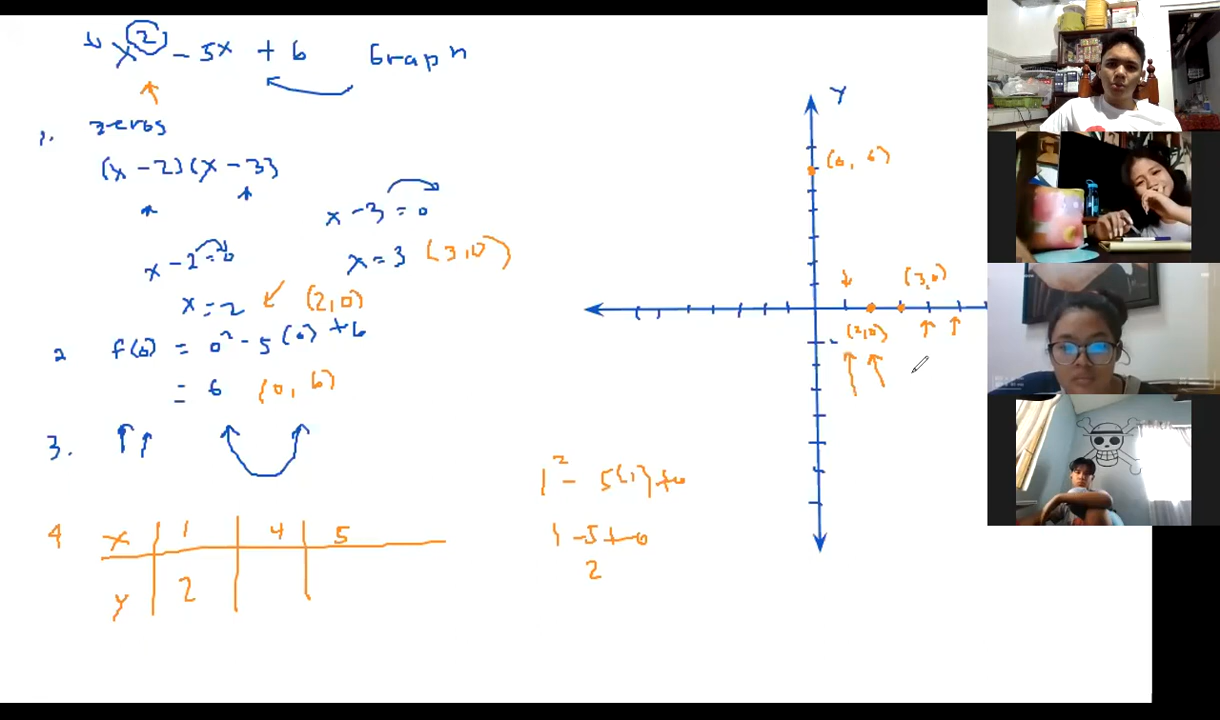 x² - 5x + 6 Graph
1. zeros
(x - 2)(x - 3)
x - 3 = 0
x - 2 = 0
x = 3 (3,0)
x = 2 (2,0)
2 f(0) = 0² - 5(0) + 6
= 6 (0, 6)
3.
4 x 1 4 5
y 2
1² - 5(1) + 6
1 - 5 + 6
2
Y
(0, 6)
(3,0)
(2,0)